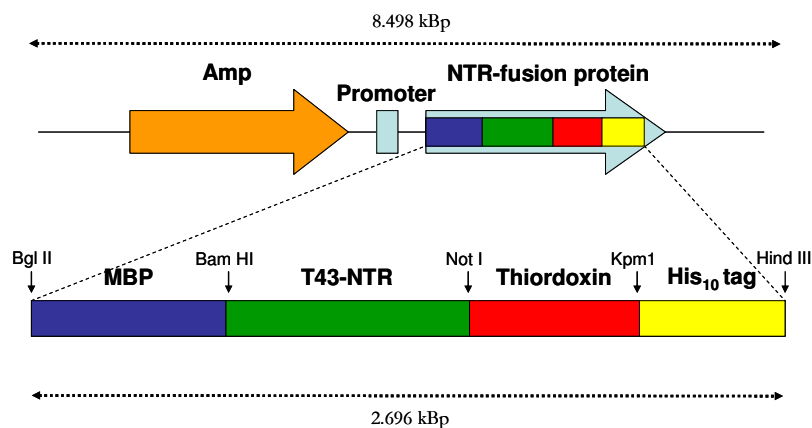 8.498 kBp
Amp
Promoter
NTR-fusion protein
Bgl II
Bam HI
Not I
Kpm1
Hind III
MBP
T43-NTR
Thiordoxin
His10 tag
2.696 kBp